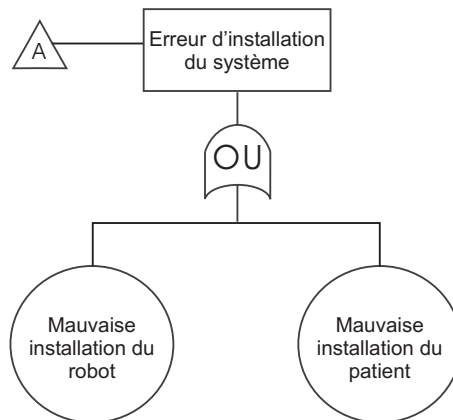 A
Erreur d'installation
du système
OU
Mauvaise
installation du
robot
Mauvaise
installation du
patient